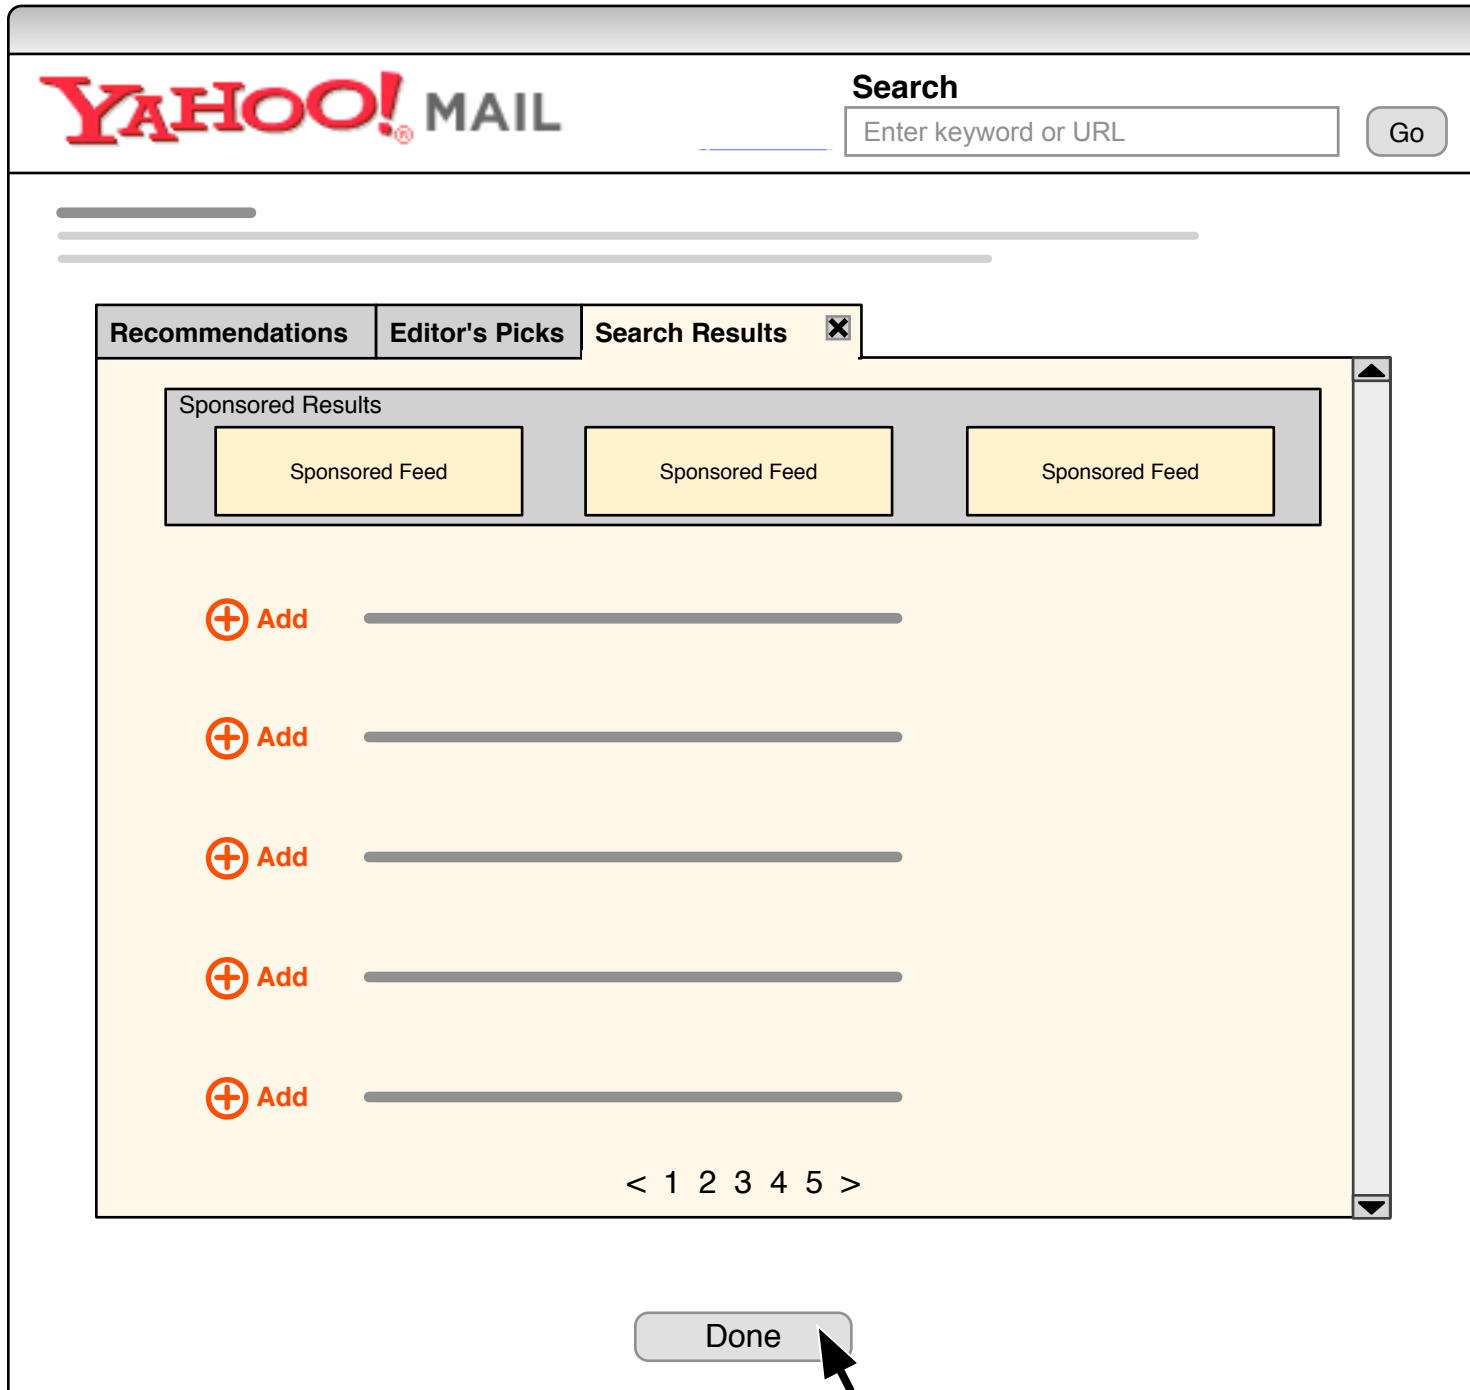 YAHOO!® MAIL
Search
Enter keyword or URL
Go
Recommendations
Editor's Picks
Search Results
Sponsored Results
Sponsored Feed
Sponsored Feed
Sponsored Feed
Add
Add
Add
Add
Add
< 1 2 3 4 5 >
Done